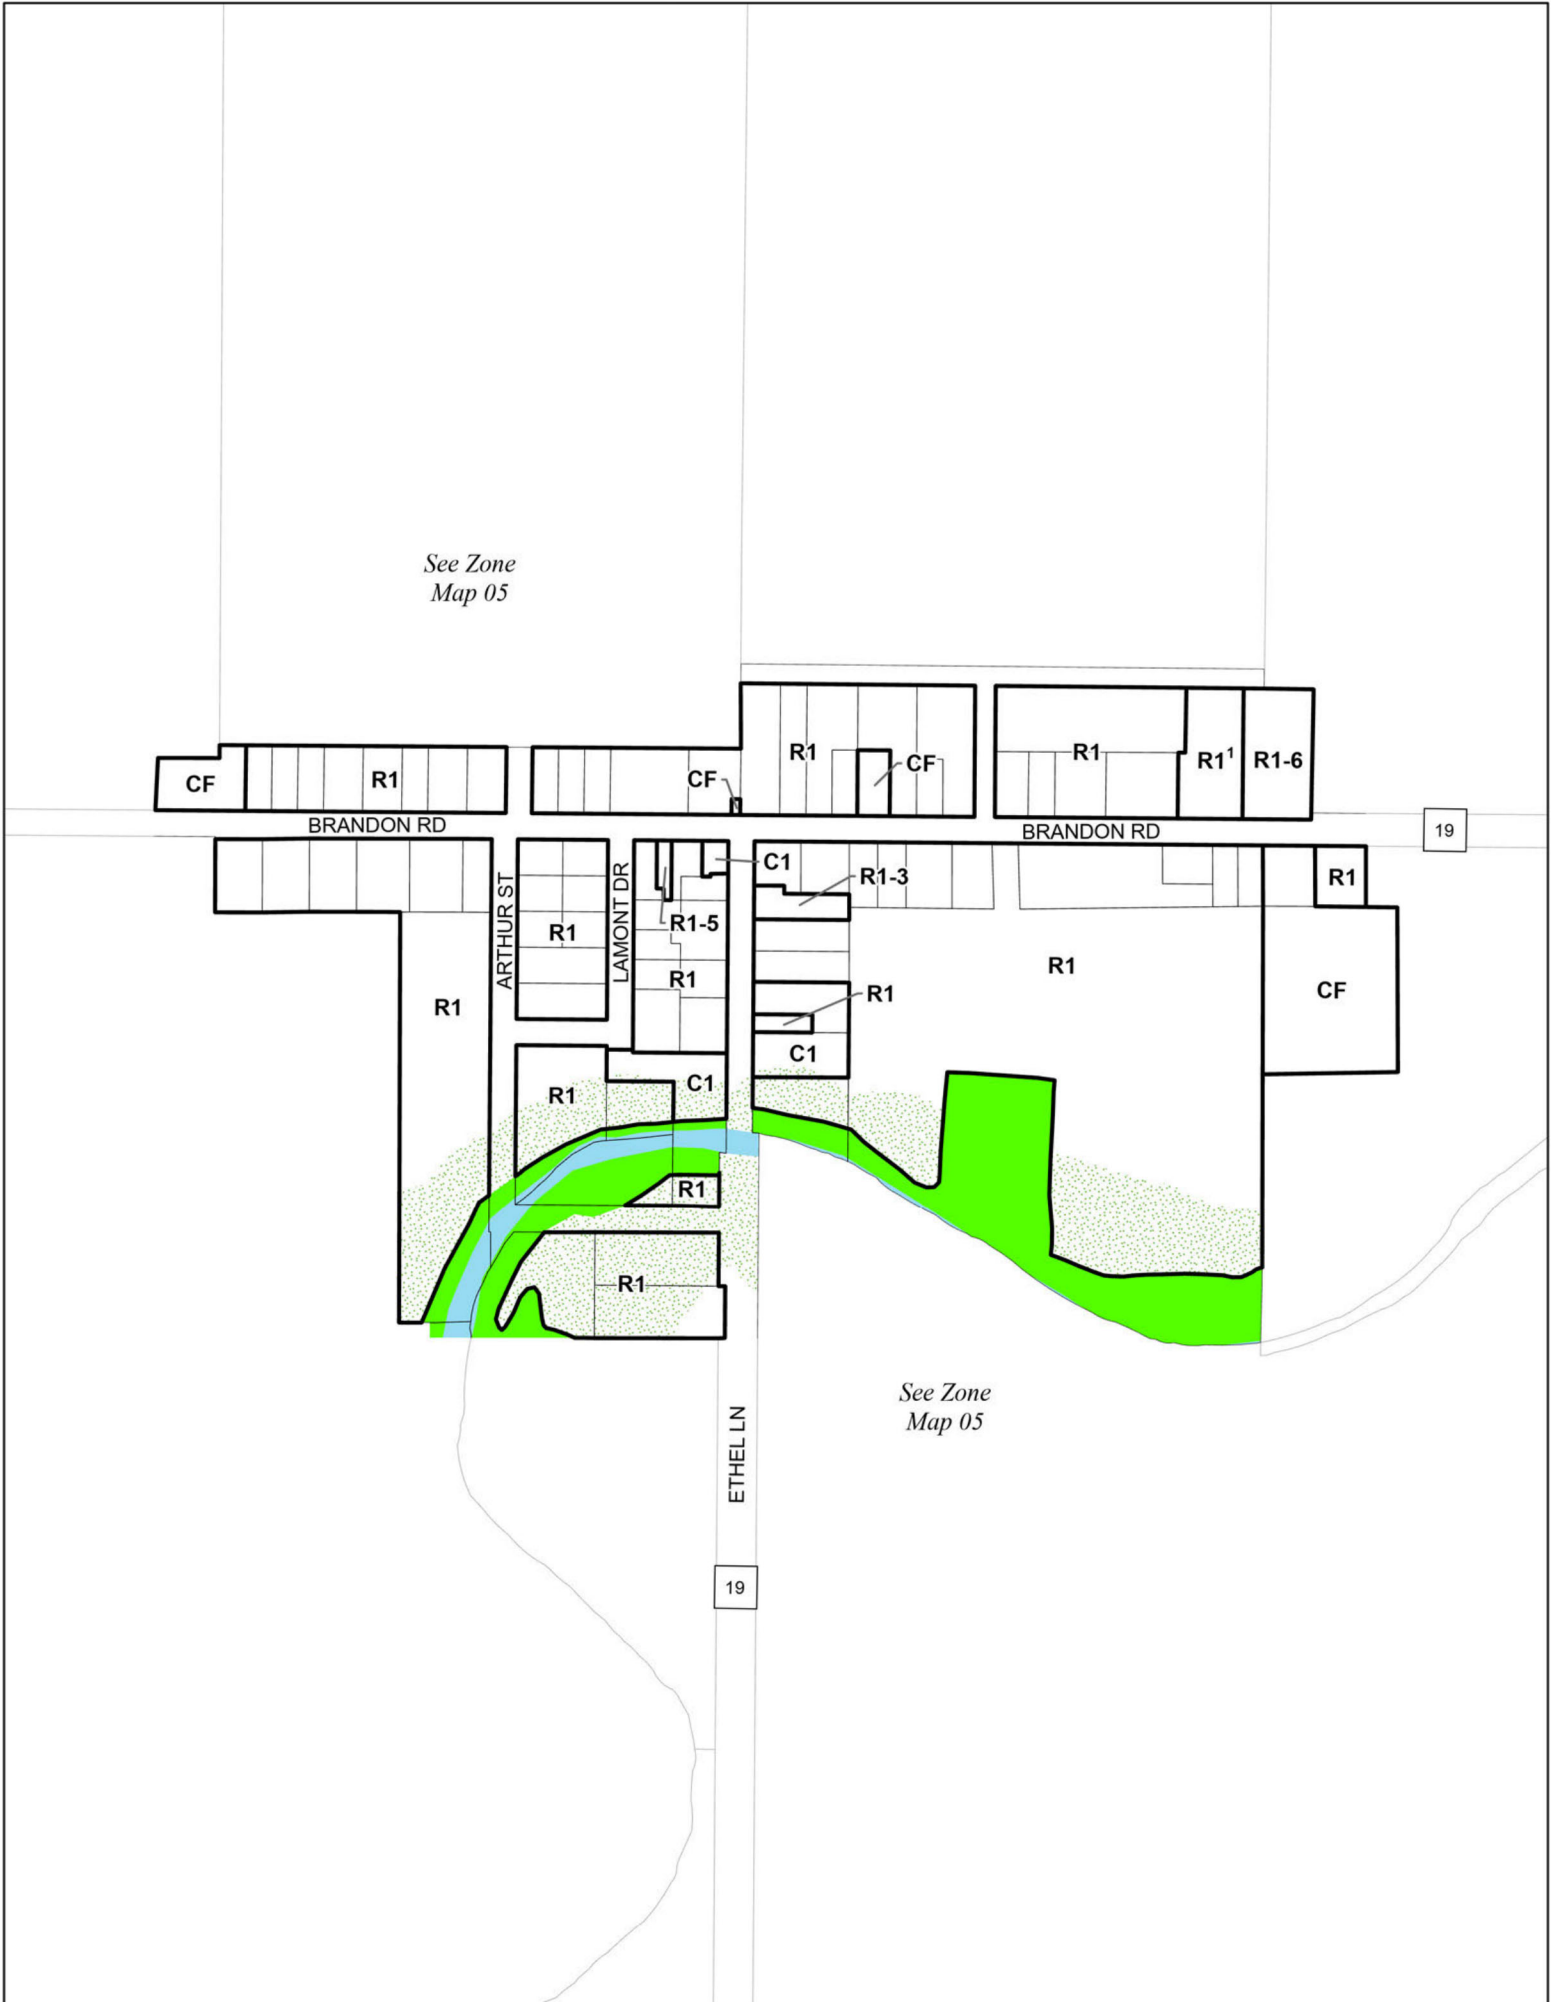 See Zone
Map 05
R1
CF
R1
R1¹
R1-6
CF
R1
CF
BRANDON RD
BRANDON RD
19
C1
R1-3
R1
ARTHUR ST
R1
LAMONT DR
R1-5
R1
R1
R1
CF
R1
R1
C1
R1
C1
R1
R1
See Zone
Map 05
ETHEL LN
19